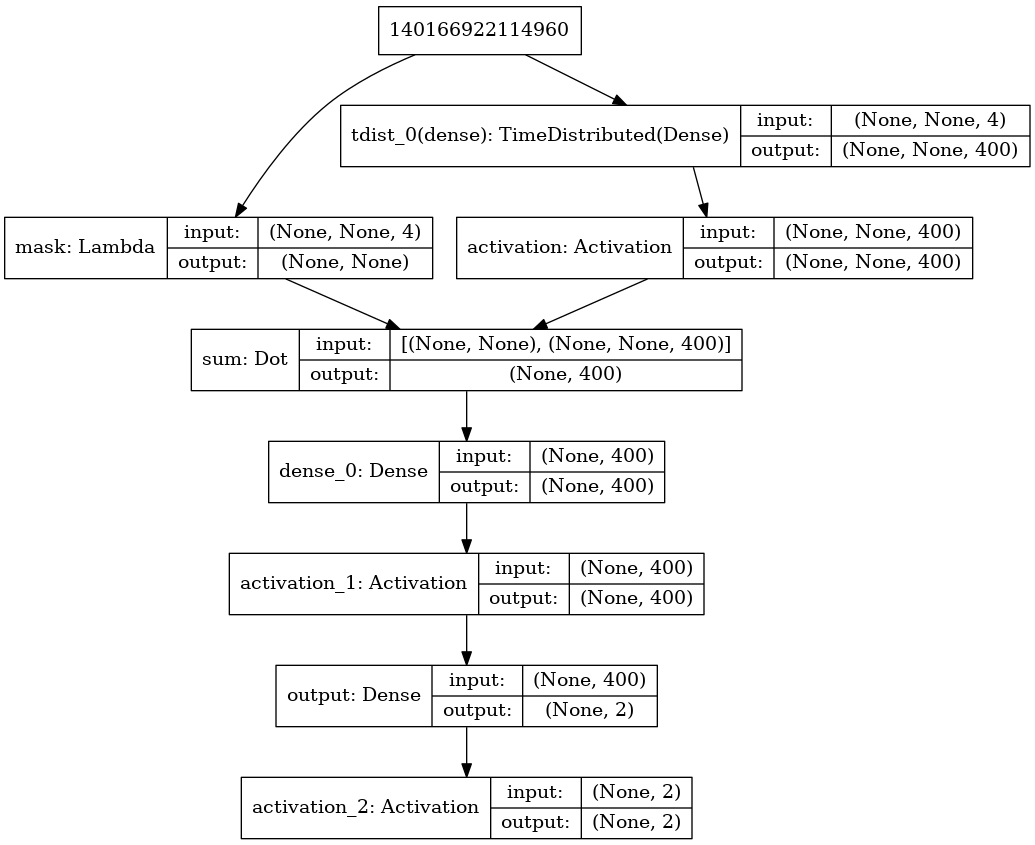 140166922114960
tdist_0(dense): TimeDistributed(Dense)
input: (None, None, 4)
output: (None, None, 400)
mask: Lambda
input: (None, None, 4)
output: (None, None)
activation: Activation
input: (None, None, 400)
output: (None, None, 400)
sum: Dot
input: [(None, None), (None, None, 400)]
output: (None, 400)
dense_0: Dense
input: (None, 400)
output: (None, 400)
activation_1: Activation
input: (None, 400)
output: (None, 400)
output: Dense
input: (None, 400)
output: (None, 2)
activation_2: Activation
input: (None, 2)
output: (None, 2)